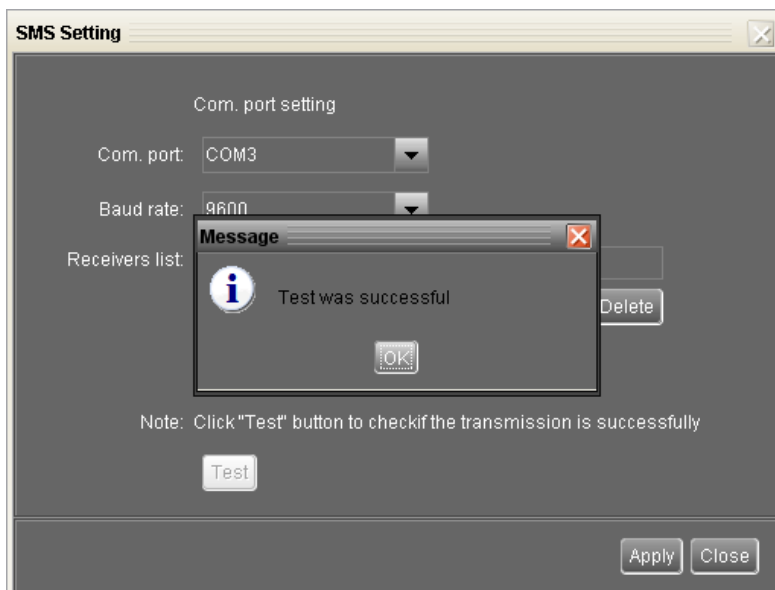 SMS Setting
Com. port setting
Com. port: COM3
Baud rate: 9600
Message
Receivers list:
Test was successful
Delete
OK
Note: Click "Test" button to checkif the transmission is successfully
Test
Apply Close